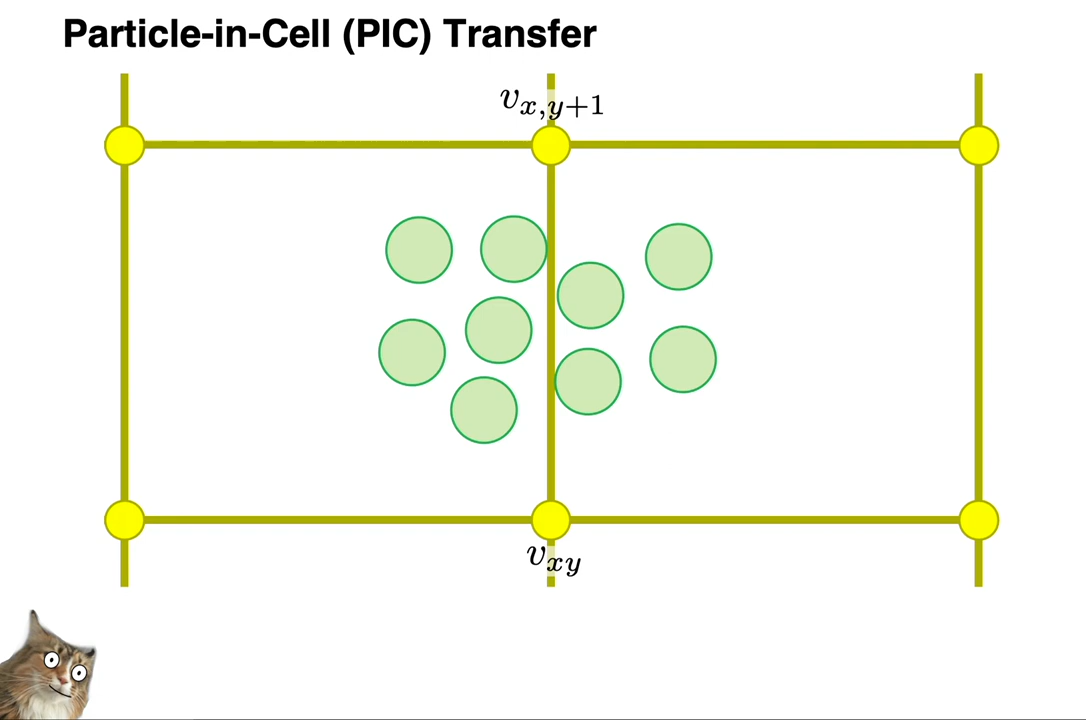 Particle-in-Cell (PIC) Transfer
v_{x,y+1}
v_{xy}